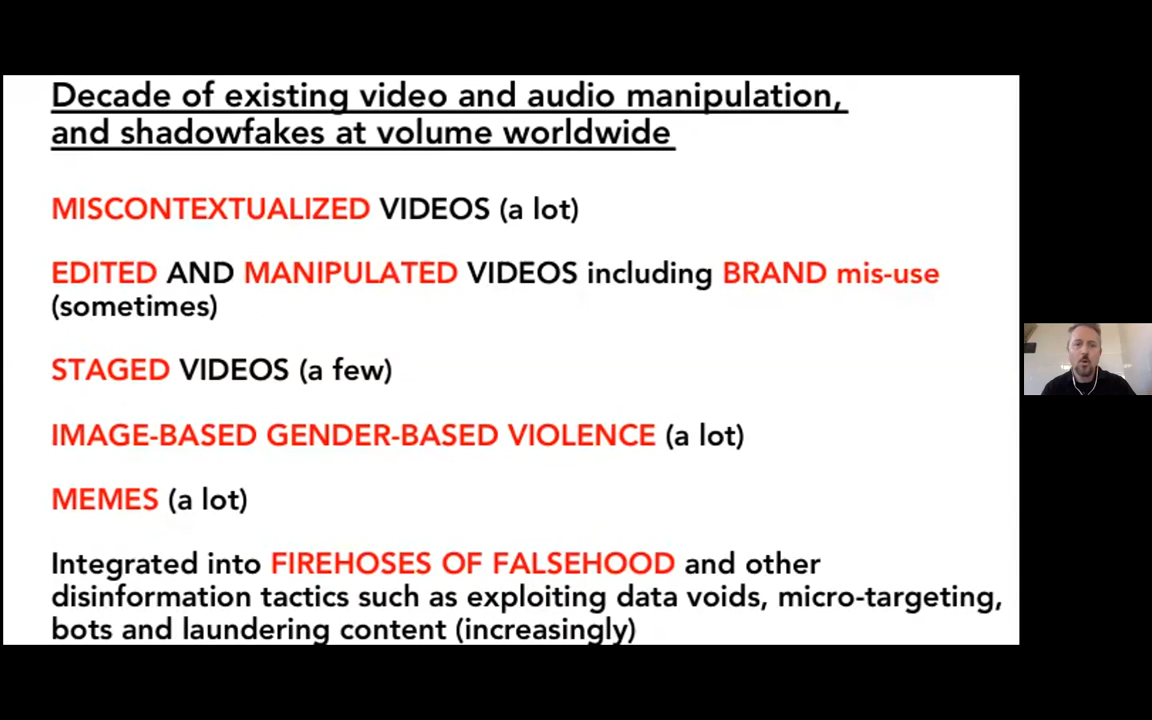 Decade of existing video and audio manipulation,
and shadowfakes at volume worldwide
MISCONTEXTUALIZED VIDEOS (a lot)
EDITED AND MANIPULATED VIDEOS including BRAND mis-use
(sometimes)
STAGED VIDEOS (a few)
IMAGE-BASED GENDER-BASED VIOLENCE (a lot)
MEMES (a lot)
Integrated into FIREHOSES OF FALSEHOOD and other
disinformation tactics such as exploiting data voids, micro-targeting,
bots and laundering content (increasingly)